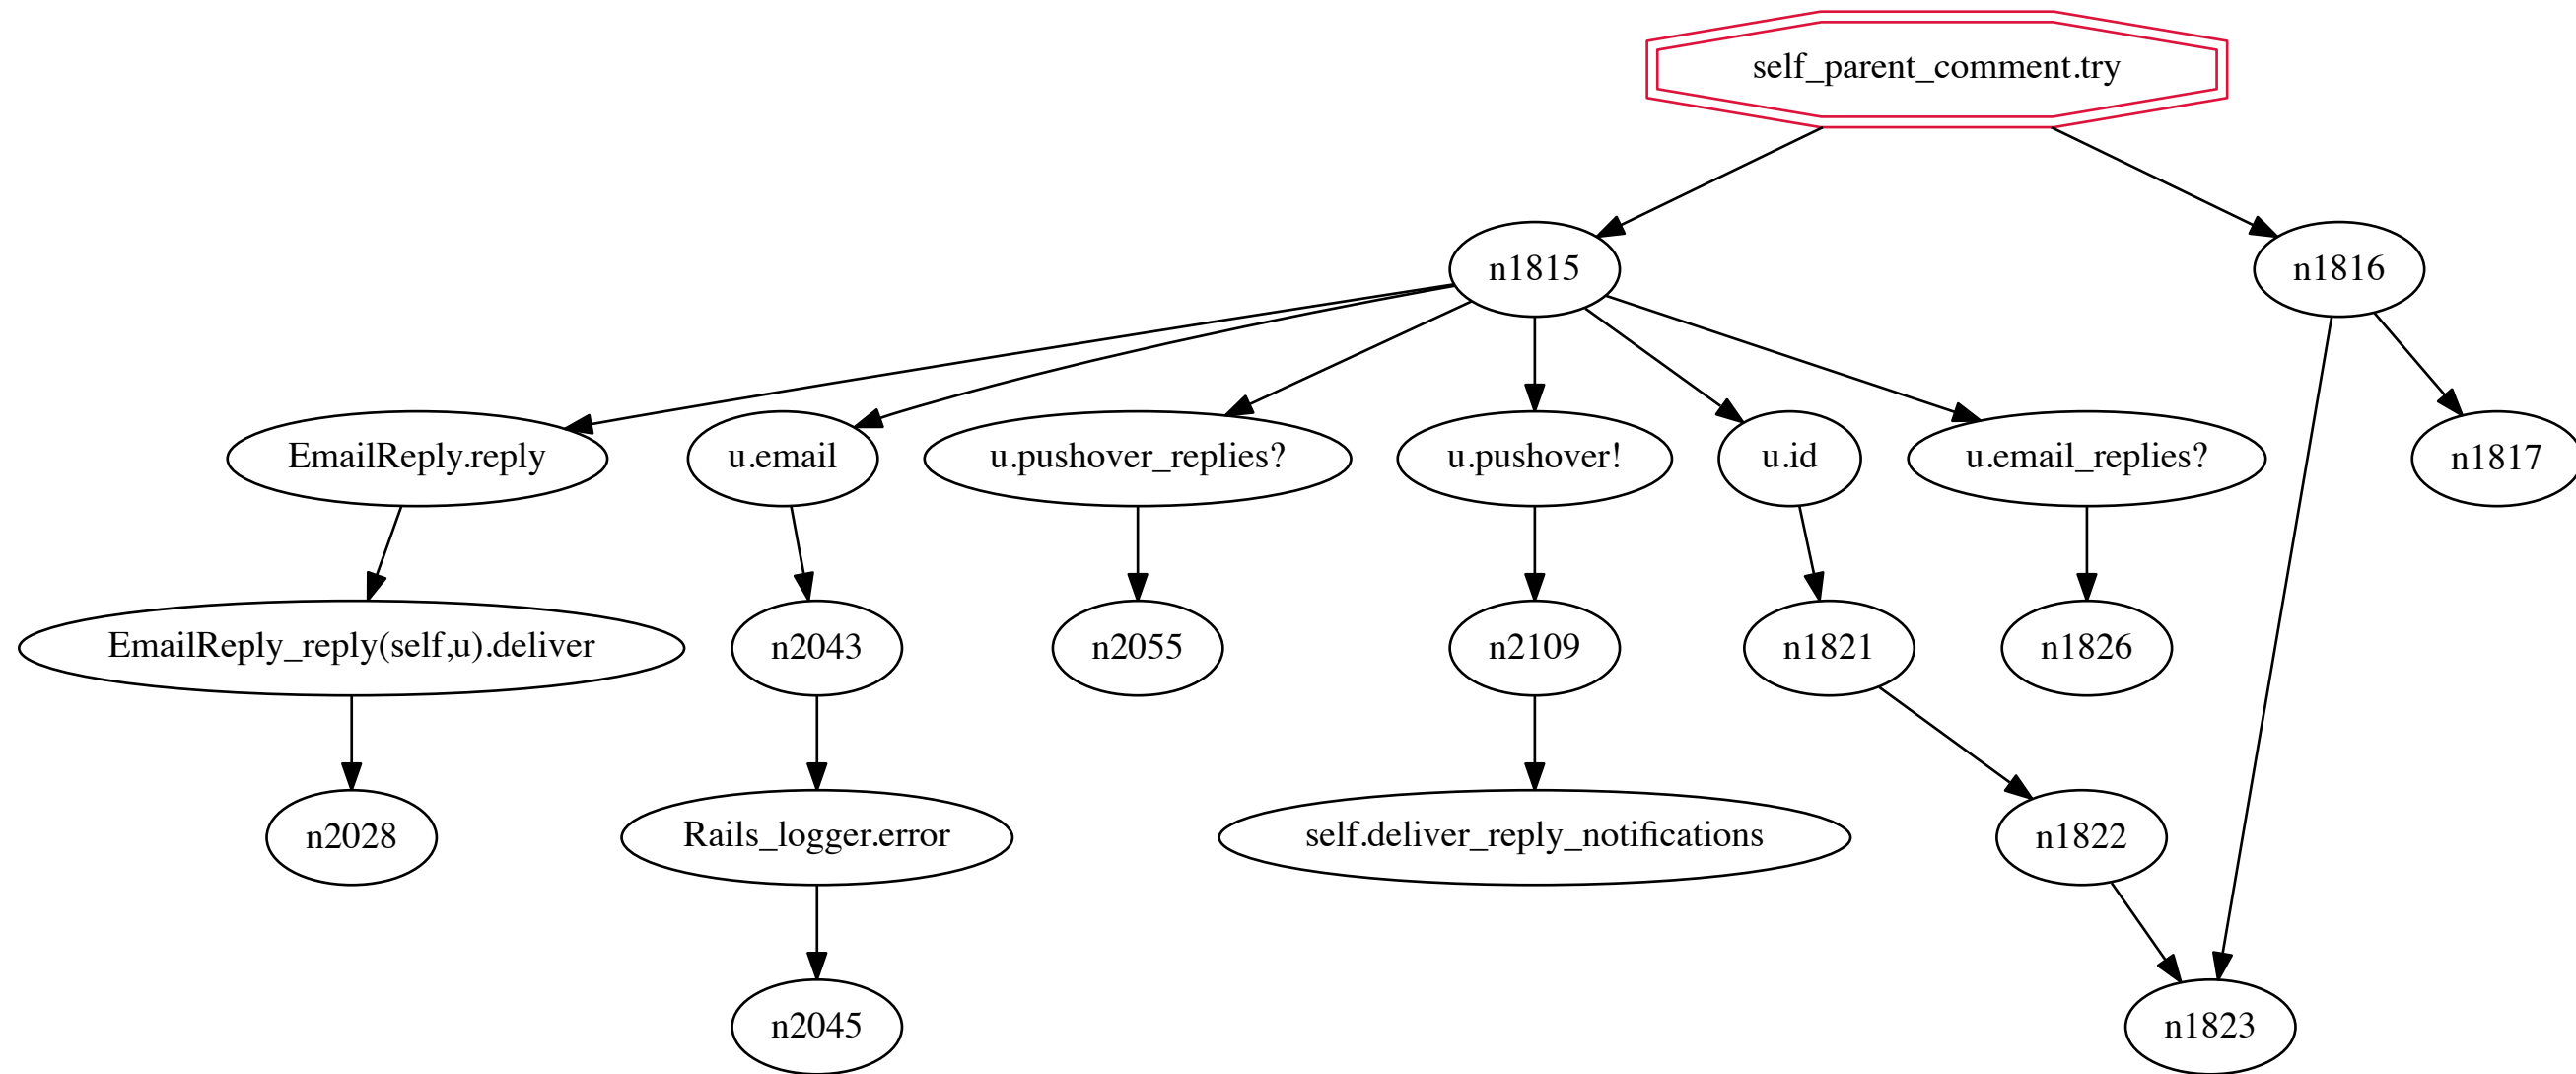 self_parent_comment.try
n1815
n1816
EmailReply.reply
u.email
u.pushover_replies?
u.pushover!
u.id
u.email_replies?
n1817
EmailReply_reply(self,u).deliver
n2043
n2055
n2109
n1821
n1826
n2028
Rails_logger.error
self.deliver_reply_notifications
n1822
n2045
n1823